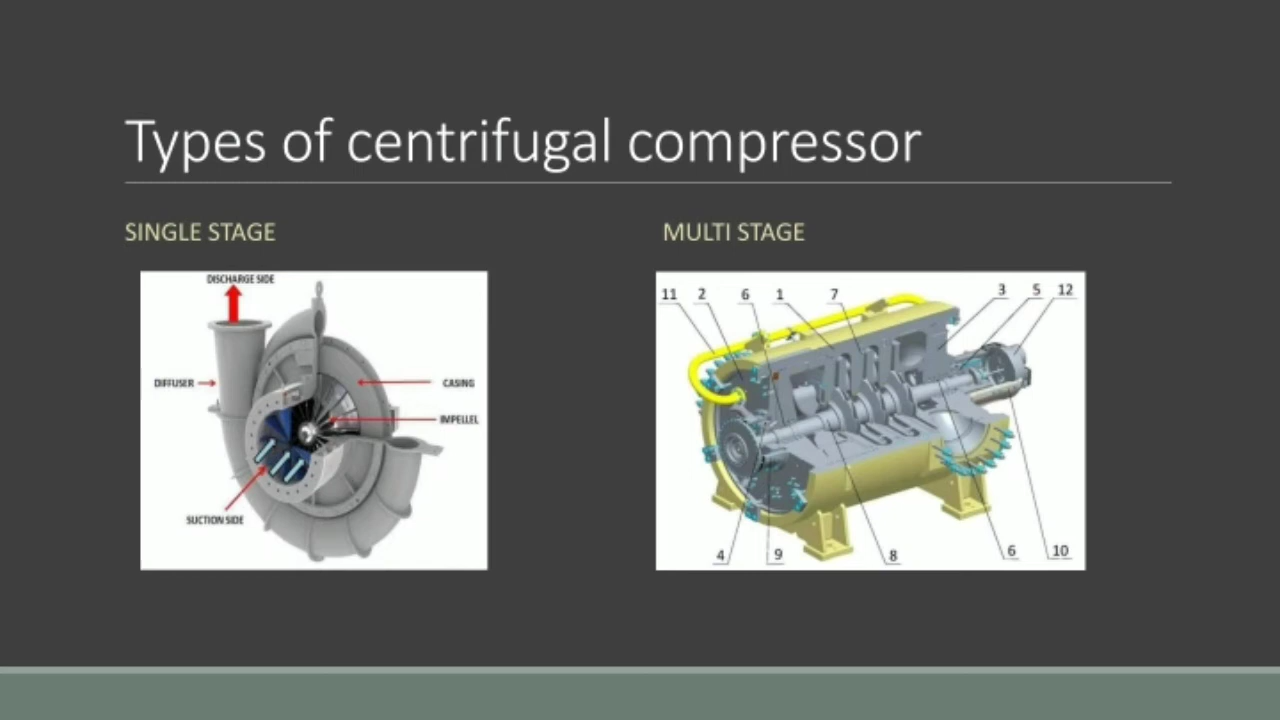 Types of centrifugal compressor
SINGLE STAGE
DISCHARGE SIDE
DIFFUSER
CASING
IMPELLEL
SUCTION SIDE
MULTI STAGE
11 2 6 1 7 3 5 12
4 9 8 6 10